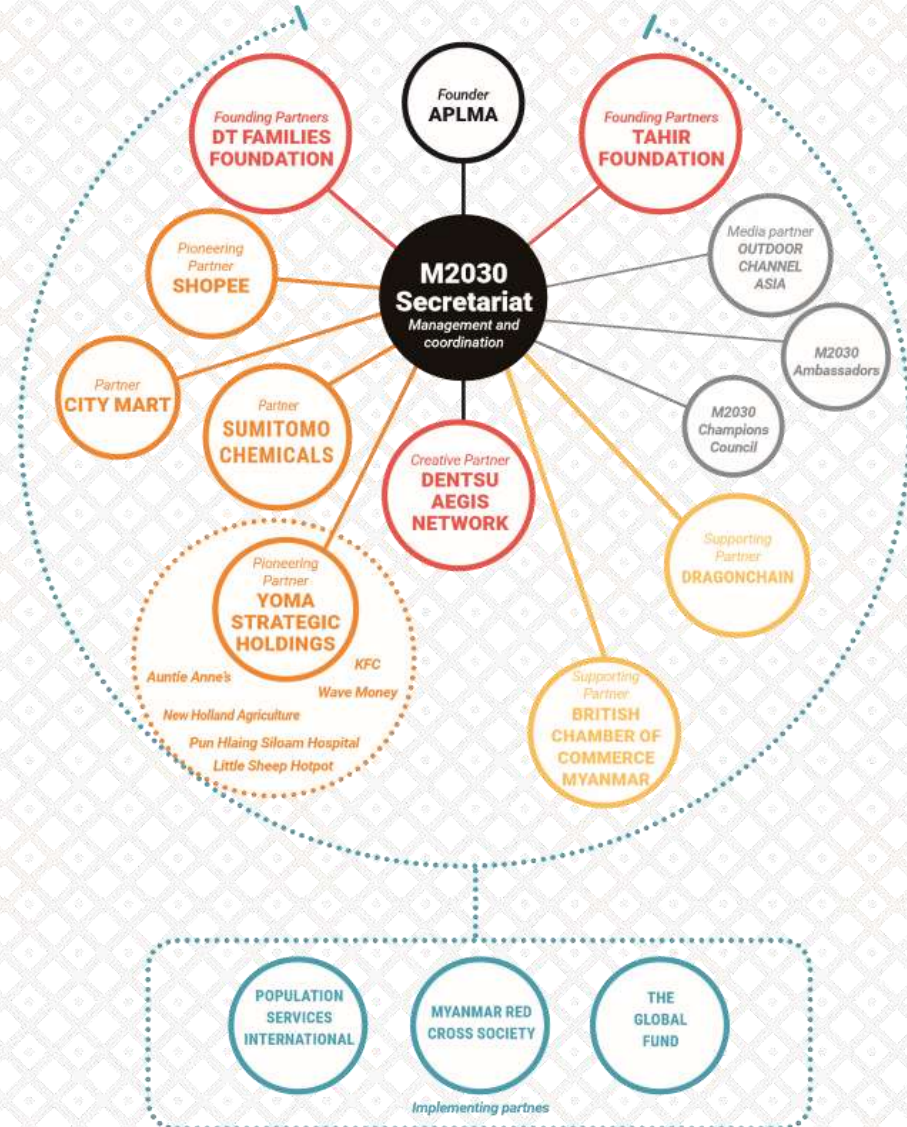 Founding Partners
DT FAMILIES
FOUNDATION
Founder
APLMA
Founding Partners
TAHIR
FOUNDATION
Pioneering
Partner
SHOPEE
M2030
Secretariat
Management and
coordination
Media partner
OUTDOOR
CHANNEL
ASIA
M2030
Ambassadors
Partner
CITY MART
Partner
SUMITOMO
CHEMICALS
M2030
Champions
Council
Creative Partner
DENTSU
AEGIS
NETWORK
Supporting
Partner
DRAGONCHAIN
Pioneering
Partner
YOMA
STRATEGIC
HOLDINGS
KFC
Auntie Anne's
Wave Money
New Holland Agriculture
Pun Hlaing Siloam Hospital
Little Sheep Hotpot
Supporting
Partner
BRITISH
CHAMBER OF
COMMERCE
MYANMAR
POPULATION
SERVICES
INTERNATIONAL
MYANMAR RED
CROSS SOCIETY
THE
GLOBAL
FUND
Implementing partnes